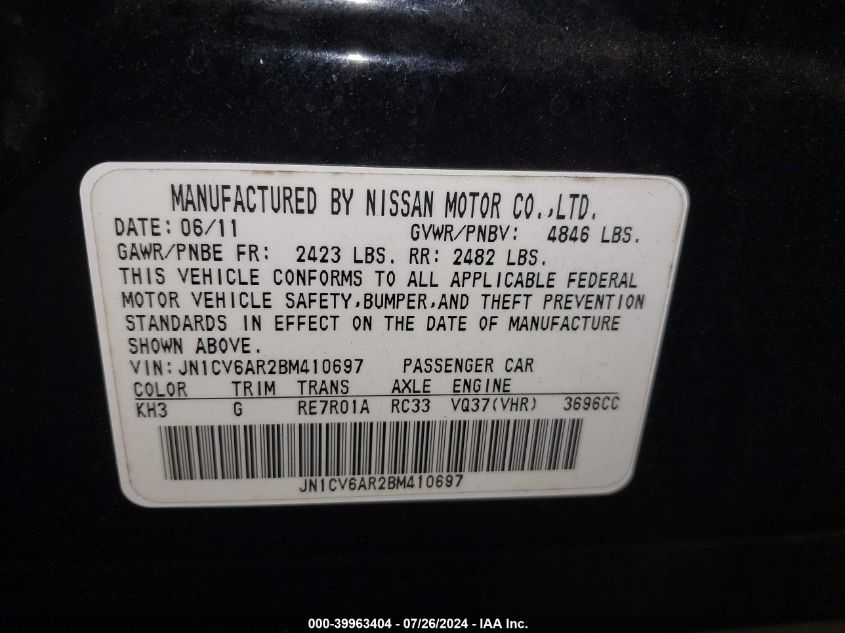 MANUFACTURED BY NISSAN MOTOR CO.,LTD.
DATE: 06/11 GVWR/PNBV: 4846 LBS.
GAWR/PNBE FR: 2423 LBS. RR: 2482 LBS.
THIS VEHICLE CONFORMS TO ALL APPLICABLE FEDERAL
MOTOR VEHICLE SAFETY,BUMPER,AND THEFT PREVENTION
STANDARDS IN EFFECT ON THE DATE OF MANUFACTURE
SHOWN ABOVE.
VIN: JN1CV6AR2BM410697 PASSENGER CAR
COLOR TRIM TRANS AXLE ENGINE
KH3 G RE7R01A RC33 VQ37(VHR) 3696CC
JN1CV6AR2BM410697
000-39963404 - 07/26/2024 - IAA Inc.